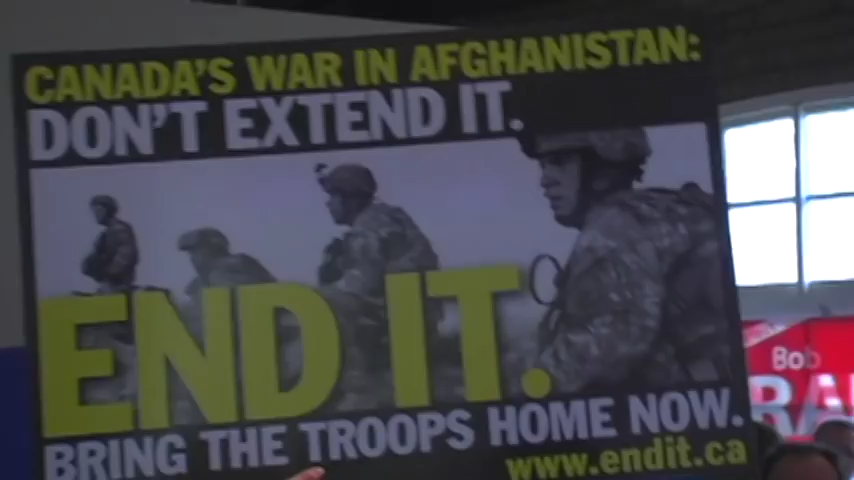 CANADA'S WAR IN AFGHANISTAN:
DON'T EXTEND IT.
END IT.
BRING THE TROOPS HOME NOW.
www.endit.ca
Bob